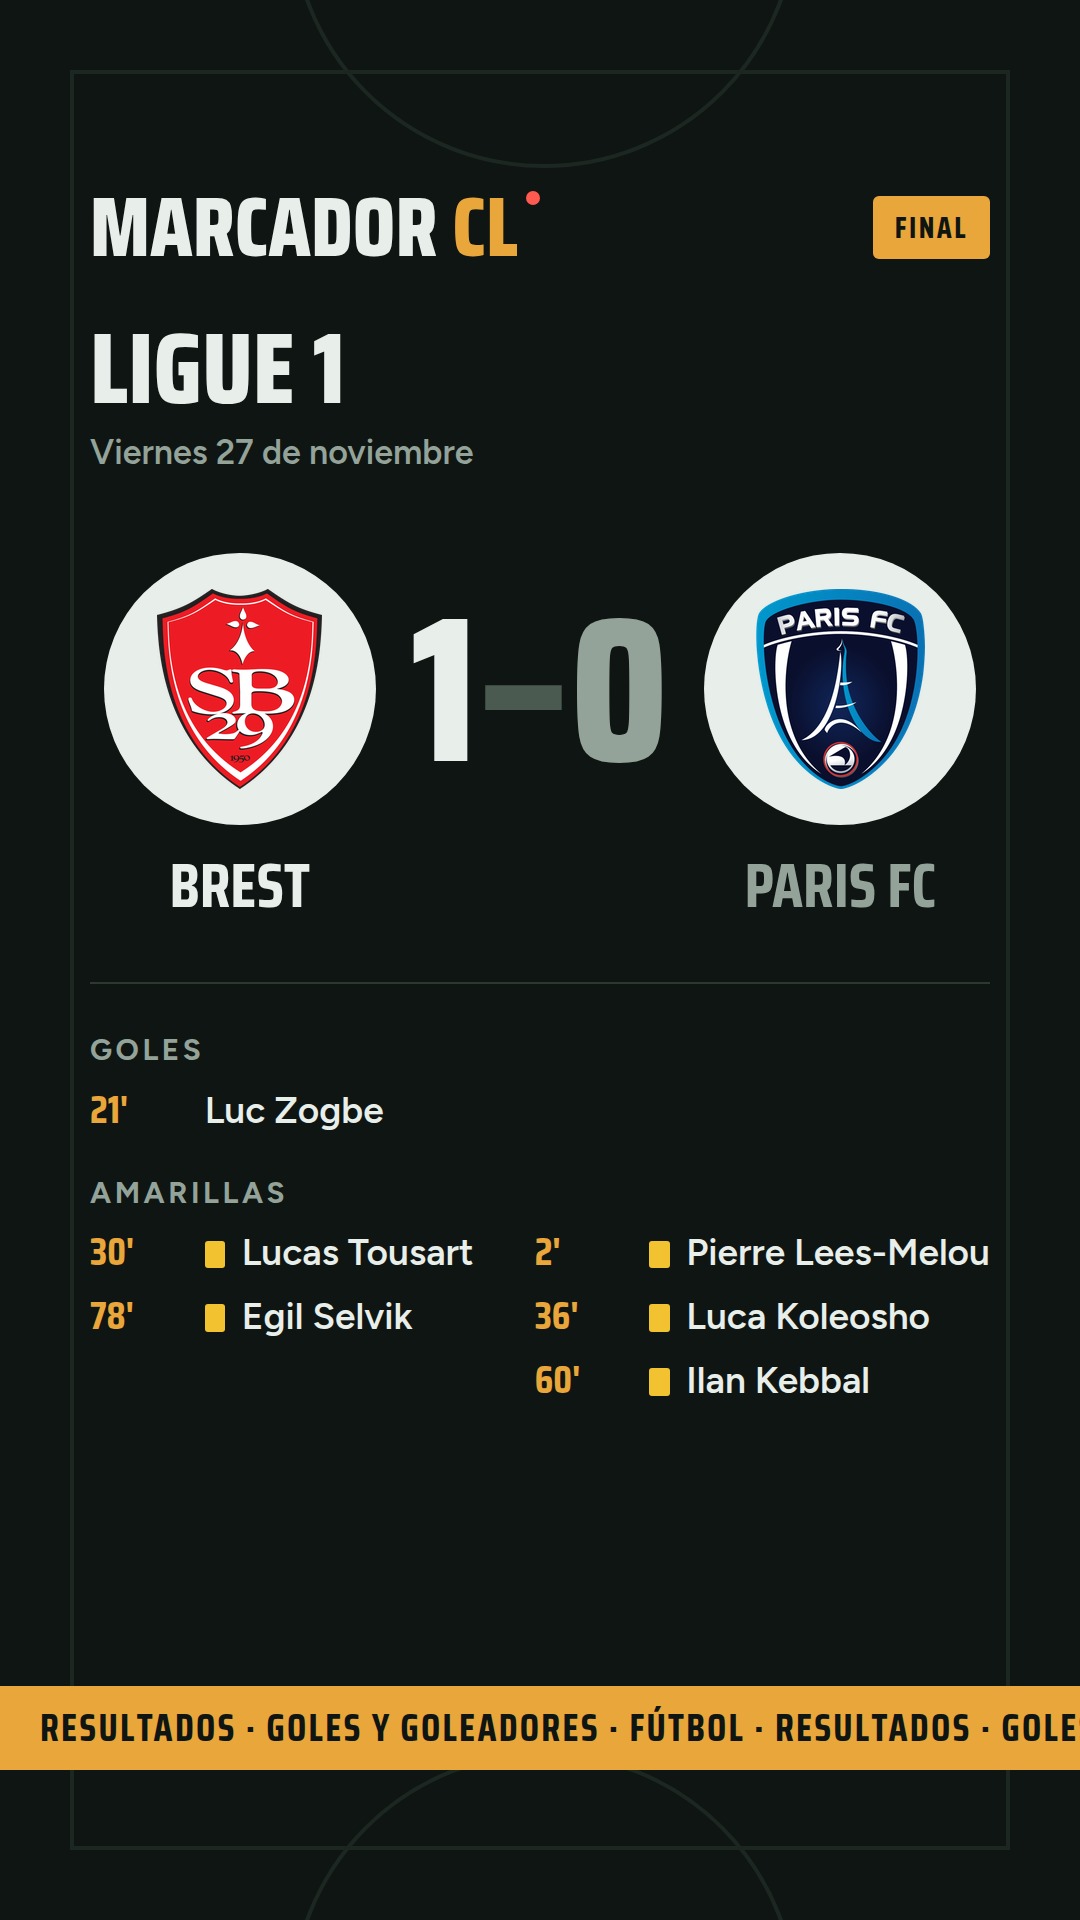 MARCADOR CL
FINAL
LIGUE 1
Viernes 27 de noviembre
SB
29
1950
1-0
PARIS FC
BREST
PARIS FC
GOLES
21' Luc Zogbe
AMARILLAS
30' Lucas Tousart
78' Egil Selvik
2' Pierre Lees-Melou
36' Luca Koleosho
60' Ilan Kebbal
RESULTADOS · GOLES Y GOLEADORES · FÚTBOL · RESULTADOS · GOLES